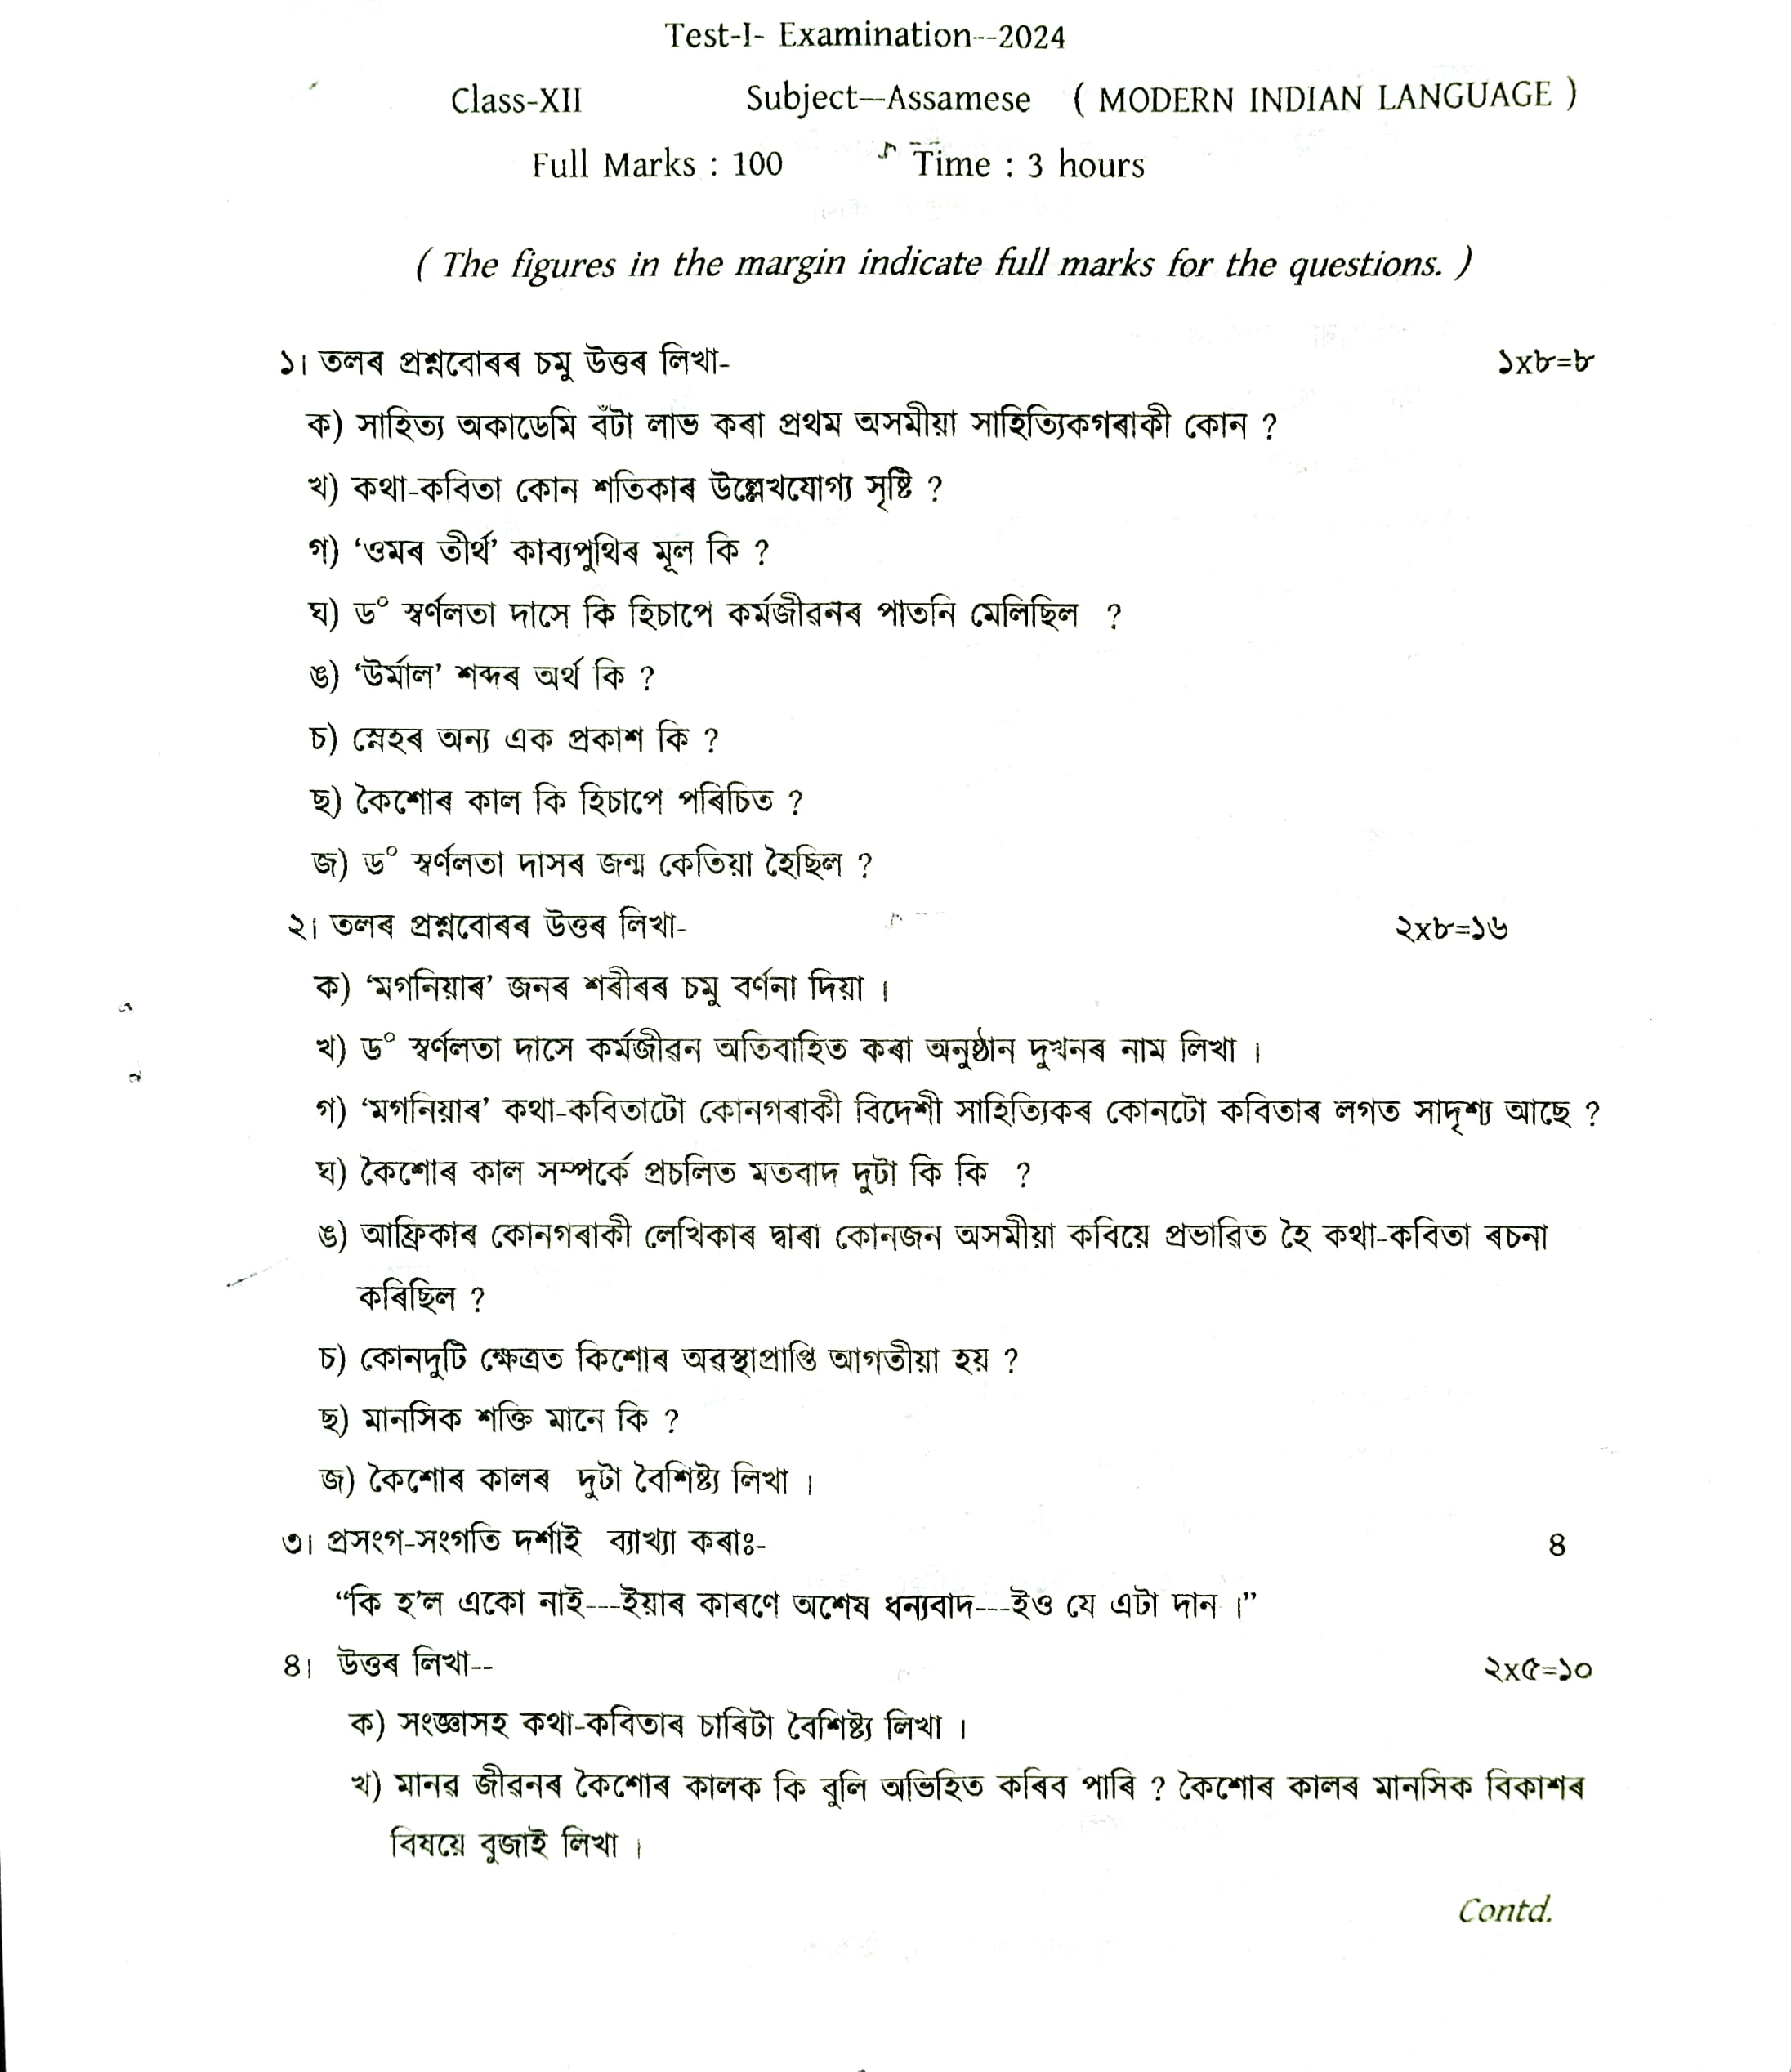 Test-I- Examination--2024
Class-XII Subject—Assamese ( MODERN INDIAN LANGUAGE )
Full Marks : 100 Time : 3 hours
( The figures in the margin indicate full marks for the questions. )
১। তলৰ প্ৰশ্নবোৰৰ চমু উত্তৰ লিখা- ১x৮=৮
ক) সাহিত্য অকাডেমি বঁটা লাভ কৰা প্ৰথম অসমীয়া সাহিত্যিকগৰাকী কোন ?
খ) কথা-কবিতা কোন শতিকাৰ উল্লেখযোগ্য সৃষ্টি ?
গ) ‘ওমৰ তীৰ্থ’ কাব্যপুথিৰ মূল কি ?
ঘ) ড° স্বৰ্ণলতা দাসে কি হিচাপে কৰ্মজীৱনৰ পাতনি মেলিছিল ?
ঙ) ‘উৰ্মাল’ শব্দৰ অৰ্থ কি ?
চ) স্নেহৰ অন্য এক প্ৰকাশ কি ?
ছ) কৈশোৰ কাল কি হিচাপে পৰিচিত ?
জ) ড° স্বৰ্ণলতা দাসৰ জন্ম কেতিয়া হৈছিল ?
২। তলৰ প্ৰশ্নবোৰৰ উত্তৰ লিখা- ২x৮=১৬
ক) ‘মগনিয়াৰ’ জনৰ শৰীৰৰ চমু বৰ্ণনা দিয়া ।
খ) ড° স্বৰ্ণলতা দাসে কৰ্মজীৱন অতিবাহিত কৰা অনুষ্ঠান দুখনৰ নাম লিখা ।
গ) ‘মগনিয়াৰ’ কথা-কবিতাটো কোনগৰাকী বিদেশী সাহিত্যিকৰ কোনটো কবিতাৰ লগত সাদৃশ্য আছে ?
ঘ) কৈশোৰ কাল সম্পৰ্কে প্ৰচলিত মতবাদ দুটা কি কি ?
ঙ) আফ্ৰিকাৰ কোনগৰাকী লেখিকাৰ দ্বাৰা কোনজন অসমীয়া কবিয়ে প্ৰভাৱিত হৈ কথা-কবিতা ৰচনা
কৰিছিল ?
চ) কোনদুটি ক্ষেত্ৰত কিশোৰ অৱস্থাপ্ৰাপ্তি আগতীয়া হয় ?
ছ) মানসিক শক্তি মানে কি ?
জ) কৈশোৰ কালৰ দুটা বৈশিষ্ট্য লিখা ।
৩। প্ৰসংগ-সংগতি দৰ্শাই ব্যাখ্যা কৰাঃ- ৪
“কি হ’ল একো নাই---ইয়াৰ কাৰণে অশেষ ধন্যবাদ---ইও যে এটা দান ।”
৪। উত্তৰ লিখা-- ২x৫=১০
ক) সংজ্ঞাসহ কথা-কবিতাৰ চাৰিটা বৈশিষ্ট্য লিখা ।
খ) মানৱ জীৱনৰ কৈশোৰ কালক কি বুলি অভিহিত কৰিব পাৰি ? কৈশোৰ কালৰ মানসিক বিকাশৰ
বিষয়ে বুজাই লিখা ।
Contd.